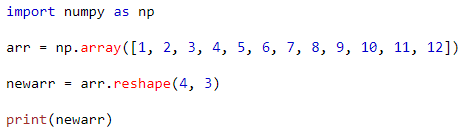 import numpy as np
arr = np.array([1, 2, 3, 4, 5, 6, 7, 8, 9, 10, 11, 12])
newarr = arr.reshape(4, 3)
print(newarr)